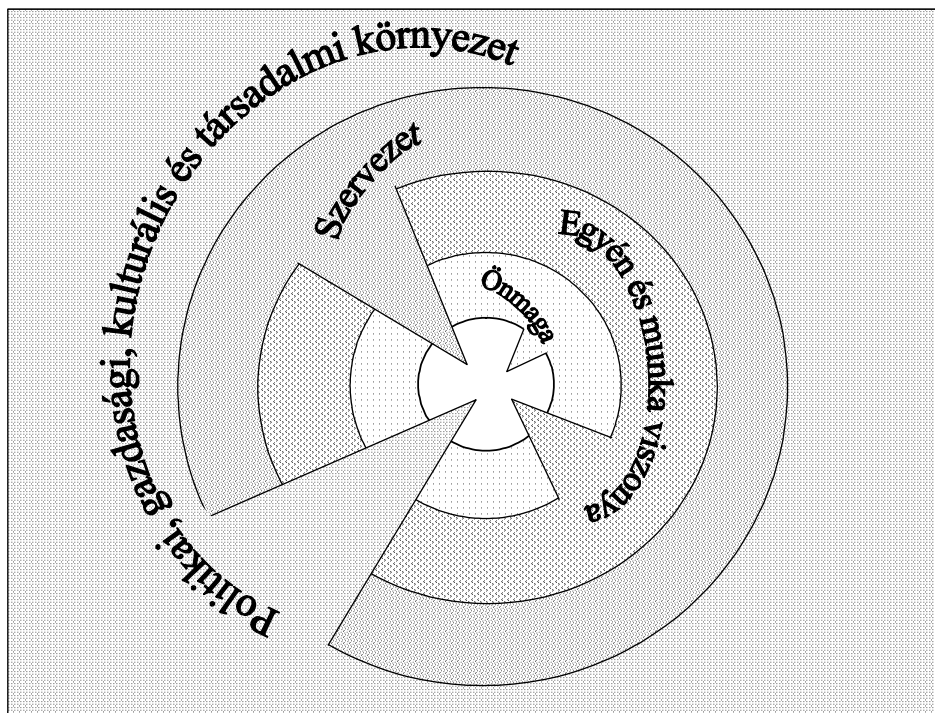 Politikai, gazdasági, kulturális és társadalmi környezet
Szervezet
Egyén és munka viszonya
Önmaga